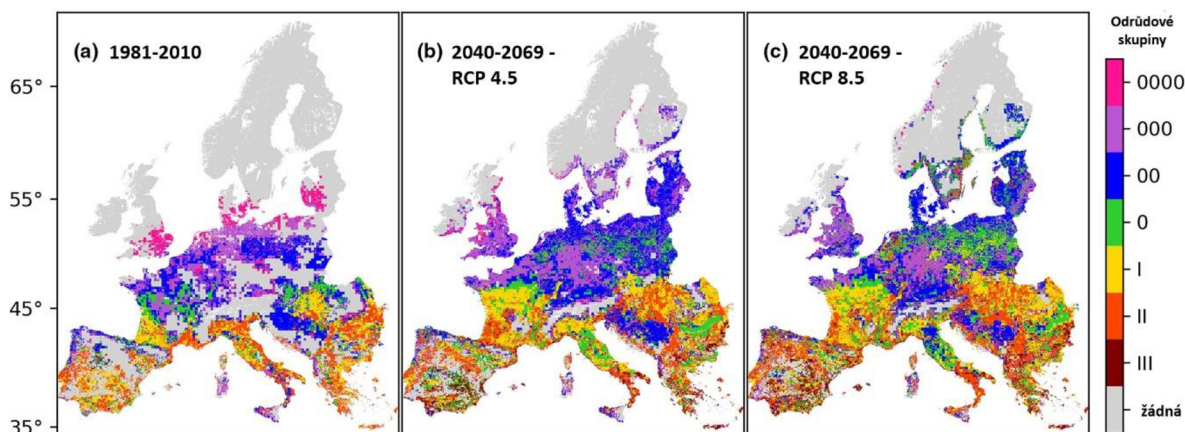 (a) 1981-2010
(b) 2040-2069 -
RCP 4.5
(c) 2040-2069 -
RCP 8.5
Odrůdové
skupiny
65°
55°
45°
35°
0000
000
00
0
I
II
III
žádná